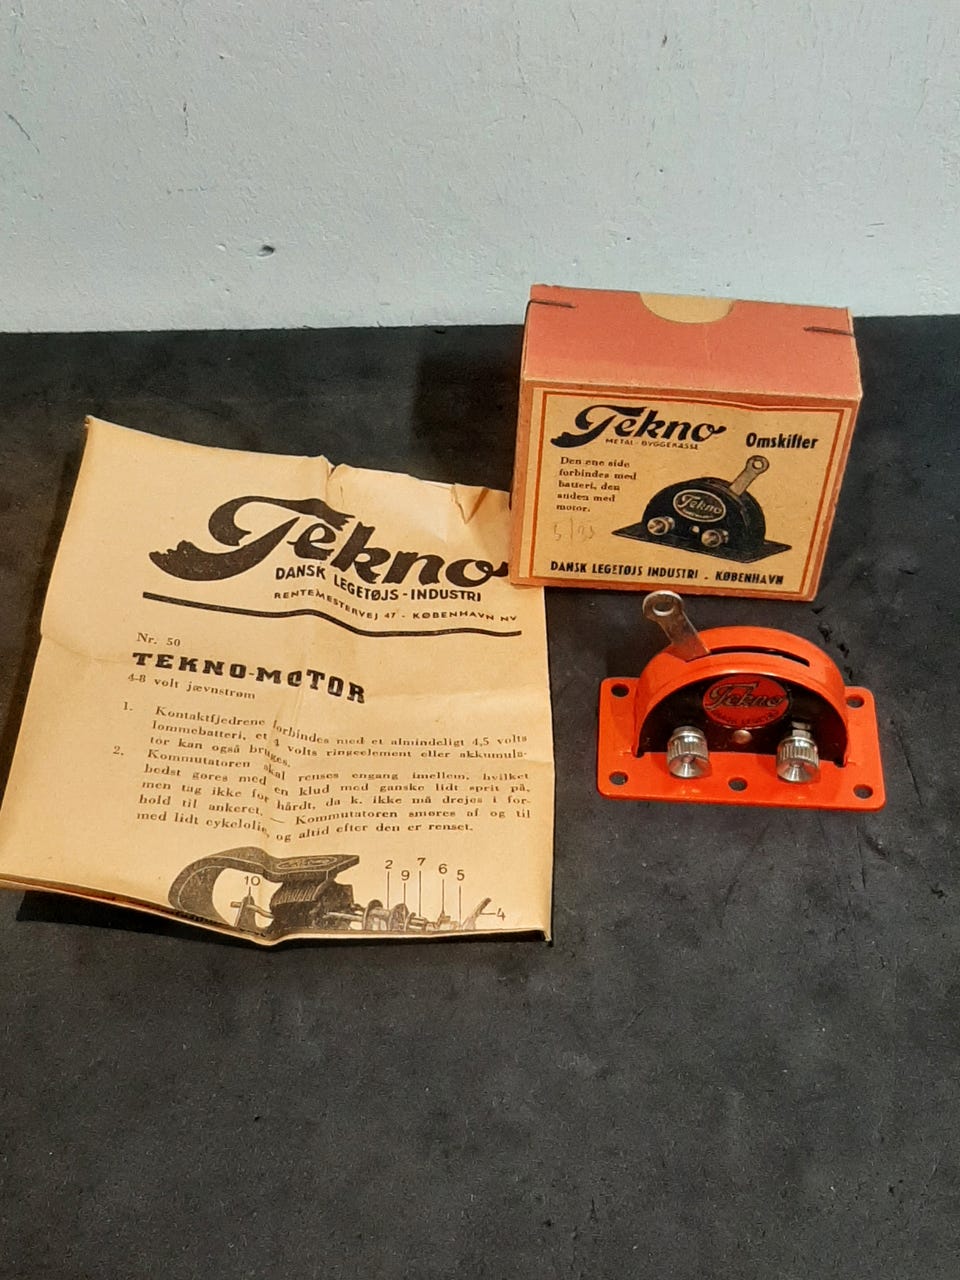 Tekno
DANSK LEGETØJS-INDUSTRI
RENTEMESTERVEJ 47 - KØBENHAVN NV
Nr. 50
TEKNO-MOTOR
4-8 volt jævnstrøm
1. Kontaktfjedrene forbindes med et almindeligt 4,5 volts
lommebatteri, et 4 volts ringeelement eller akkumula-
tor kan også bruges.
2. Kommutatoren skal renses engang imellem, hvilket
bedst gøres med en klud med ganske lidt sprit på,
men tag ikke for hårdt, da k. ikke må drejes i for-
hold til ankeret. — Kommutatoren smøres af og til
med lidt cykelolie, og altid efter den er renset.
10
2
9
7
6
5
4
Tekno
METAL-BYGGEKASSE
Omskifter
Den ene side
forbindes med
batteri, den
anden med
motor.
Tekno
DANSK LEGETØJS INDUSTRI - KØBENHAVN
Tekno